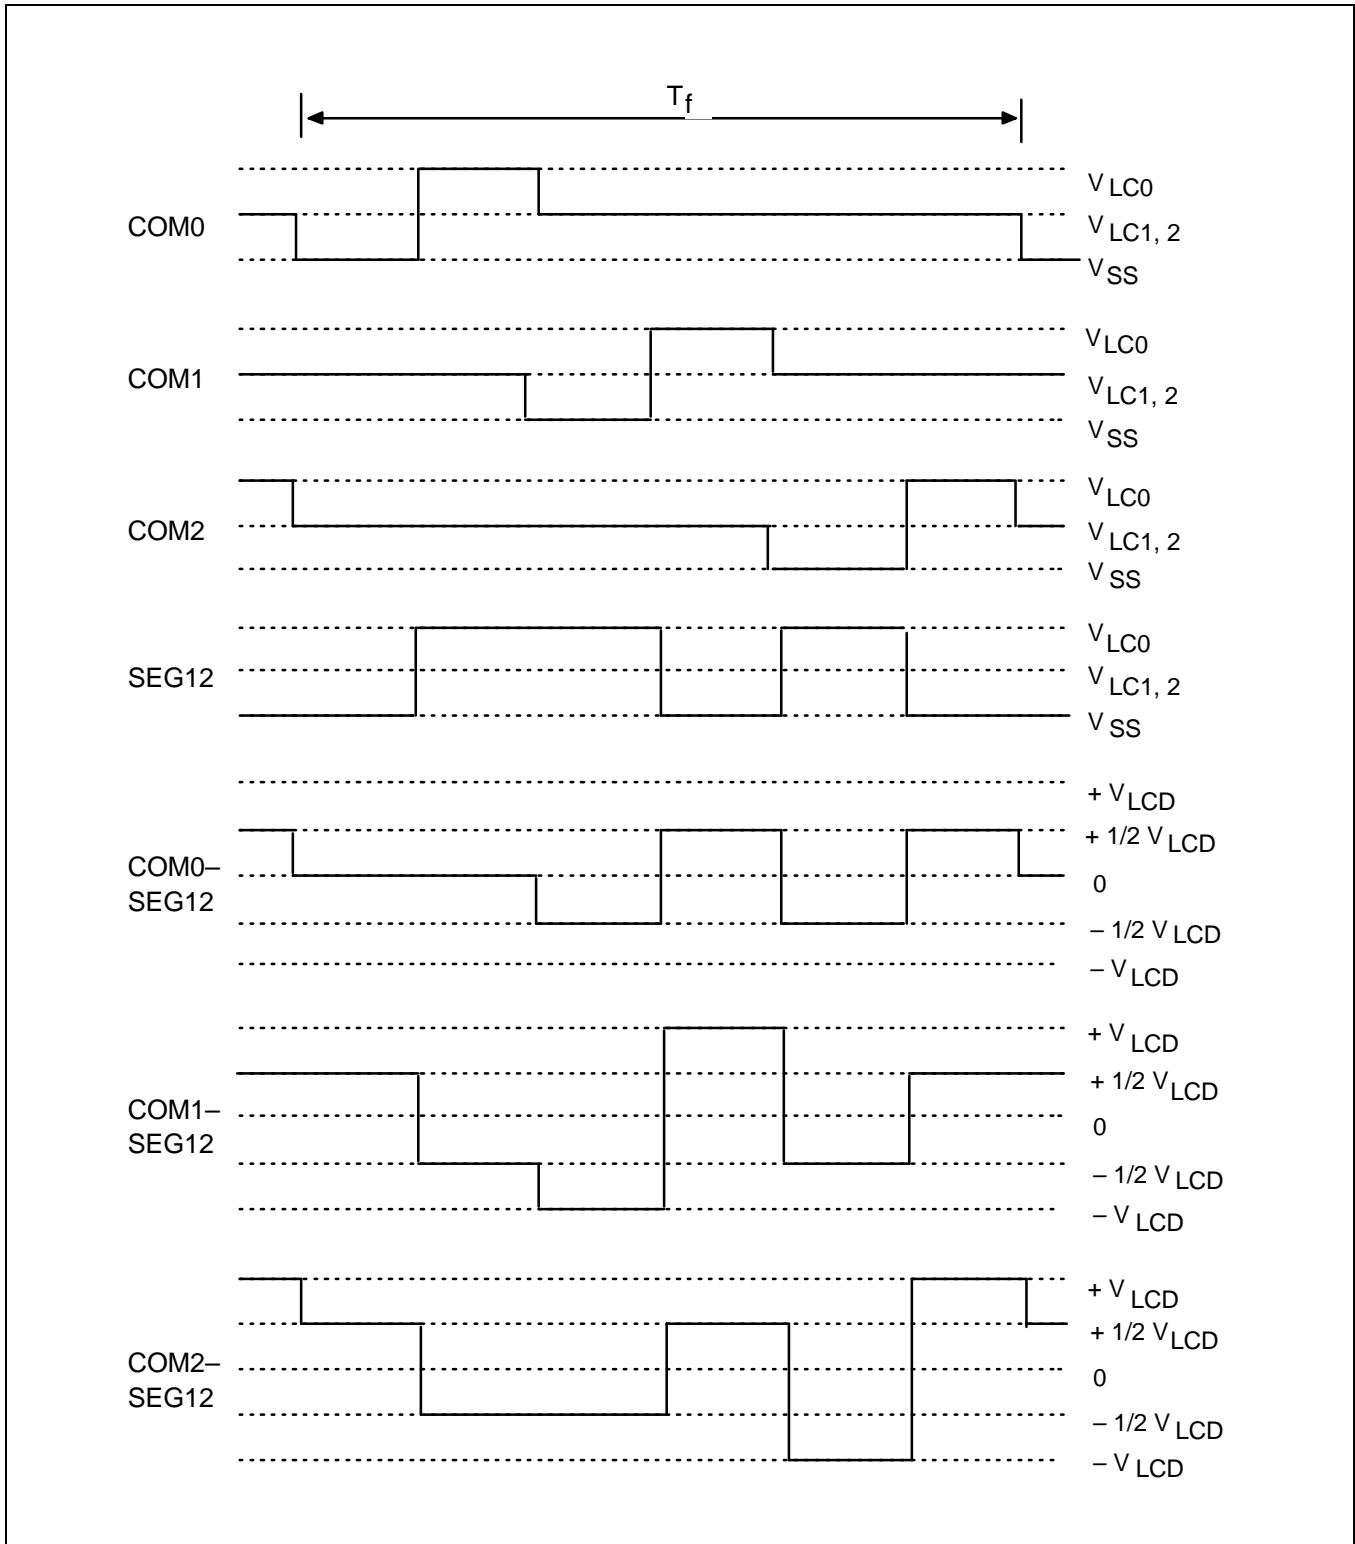 Tf
COM0
VLC0
VLC1, 2
VSS
COM1
VLC0
VLC1, 2
VSS
COM2
VLC0
VLC1, 2
VSS
SEG12
VLC0
VLC1, 2
VSS
COM0–
SEG12
+ VLCD
+ 1/2 VLCD
0
– 1/2 VLCD
– VLCD
COM1–
SEG12
+ VLCD
+ 1/2 VLCD
0
– 1/2 VLCD
– VLCD
COM2–
SEG12
+ VLCD
+ 1/2 VLCD
0
– 1/2 VLCD
– VLCD